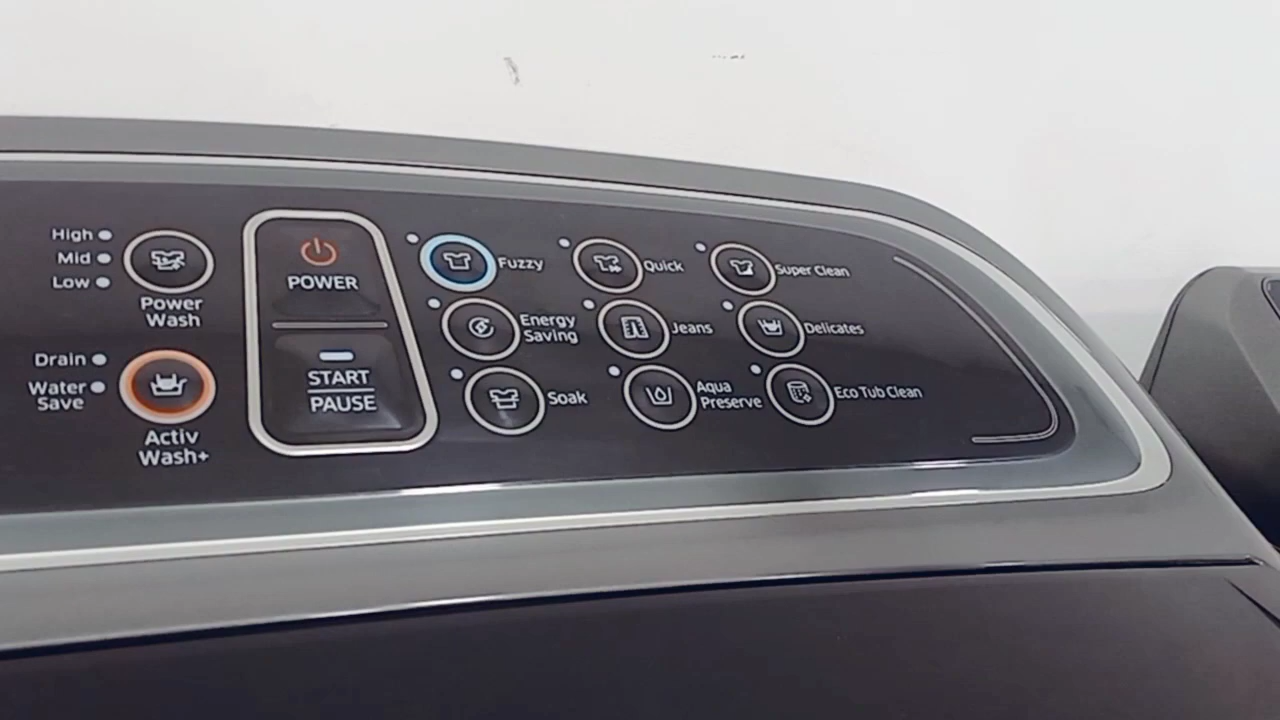 High
Mid
Low
Power
Wash
Drain
Water
Save
Activ
Wash+
POWER
START
PAUSE
Fuzzy
Quick
Super Clean
Energy
Saving
Jeans
Delicates
Soak
Aqua
Preserve
Eco Tub Clean